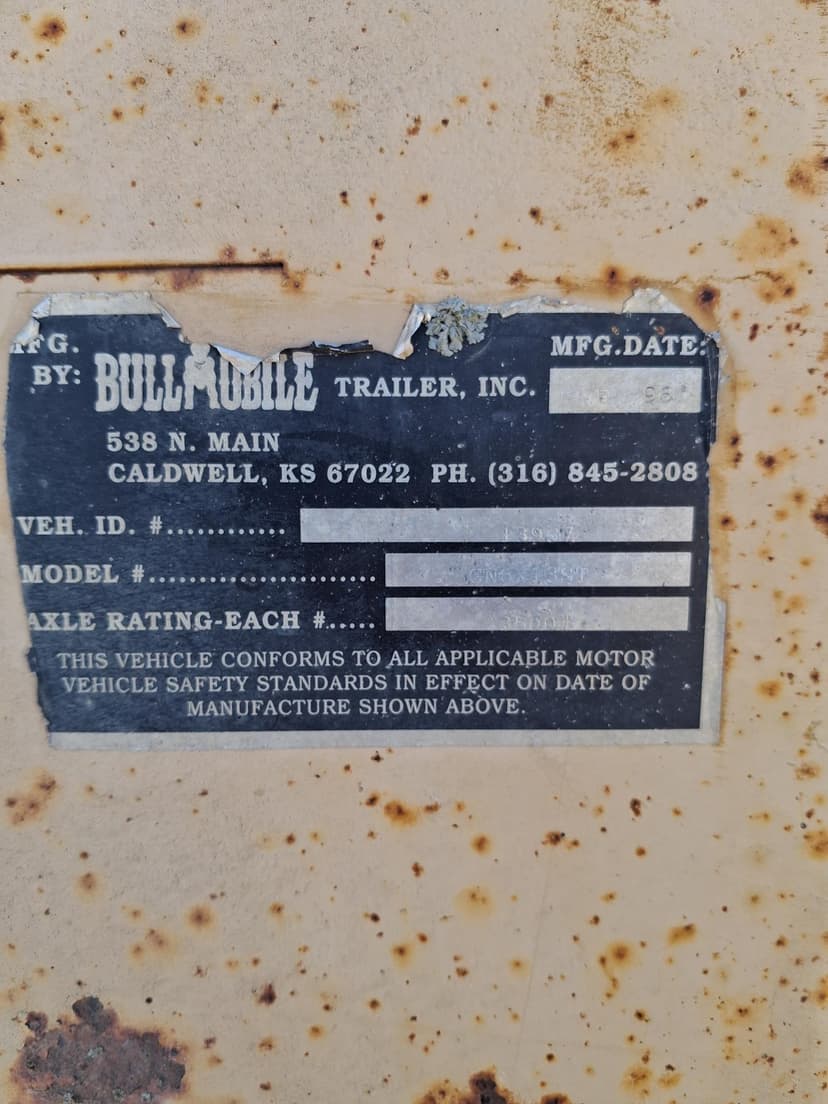 MFG.
BY: BULLMOBILE TRAILER, INC.
MFG.DATE:
98
538 N. MAIN
CALDWELL, KS 67022 PH. (316) 845-2808
VEH. ID. #............
MODEL #.......................
AXLE RATING-EACH #.....
THIS VEHICLE CONFORMS TO ALL APPLICABLE MOTOR
VEHICLE SAFETY STANDARDS IN EFFECT ON DATE OF
MANUFACTURE SHOWN ABOVE.